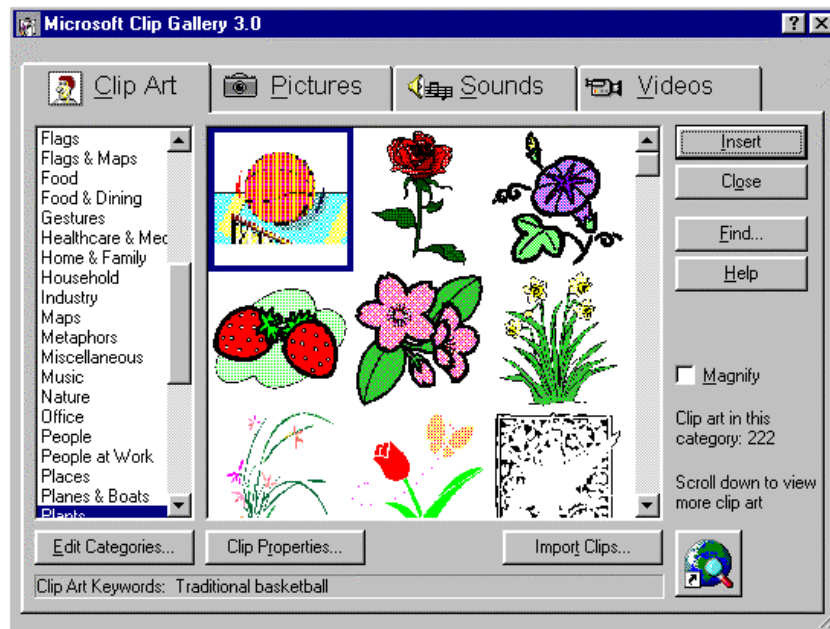 Microsoft Clip Gallery 3.0
Clip Art
Pictures
Sounds
Videos
Flags
Flags & Maps
Food
Food & Dining
Gestures
Healthcare & Med
Home & Family
Household
Industry
Maps
Metaphors
Miscellaneous
Music
Nature
Office
People
People at Work
Places
Planes & Boats
Plants
Insert
Close
Find...
Help
Magnify
Clip art in this
category: 222
Scroll down to view
more clip art
Edit Categories...
Clip Properties...
Import Clips...
Clip Art Keywords: Traditional basketball